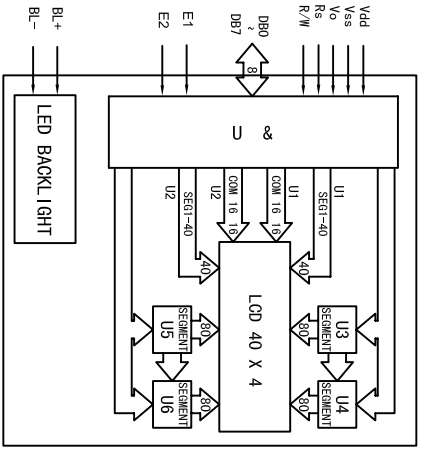 Vdd
Vss
Vo
Rs
R/W
DB0
~
DB7
8
E1
E2
BL+
BL-
U &
LED BACKLIGHT
U1
SEG1-40
40
U1
COM 16 16
U2
COM 16 16
U2
SEG1-40
40
LCD 40 X 4
U3
SEGMENT
80
U4
SEGMENT
80
U5
SEGMENT
80
U6
SEGMENT
80